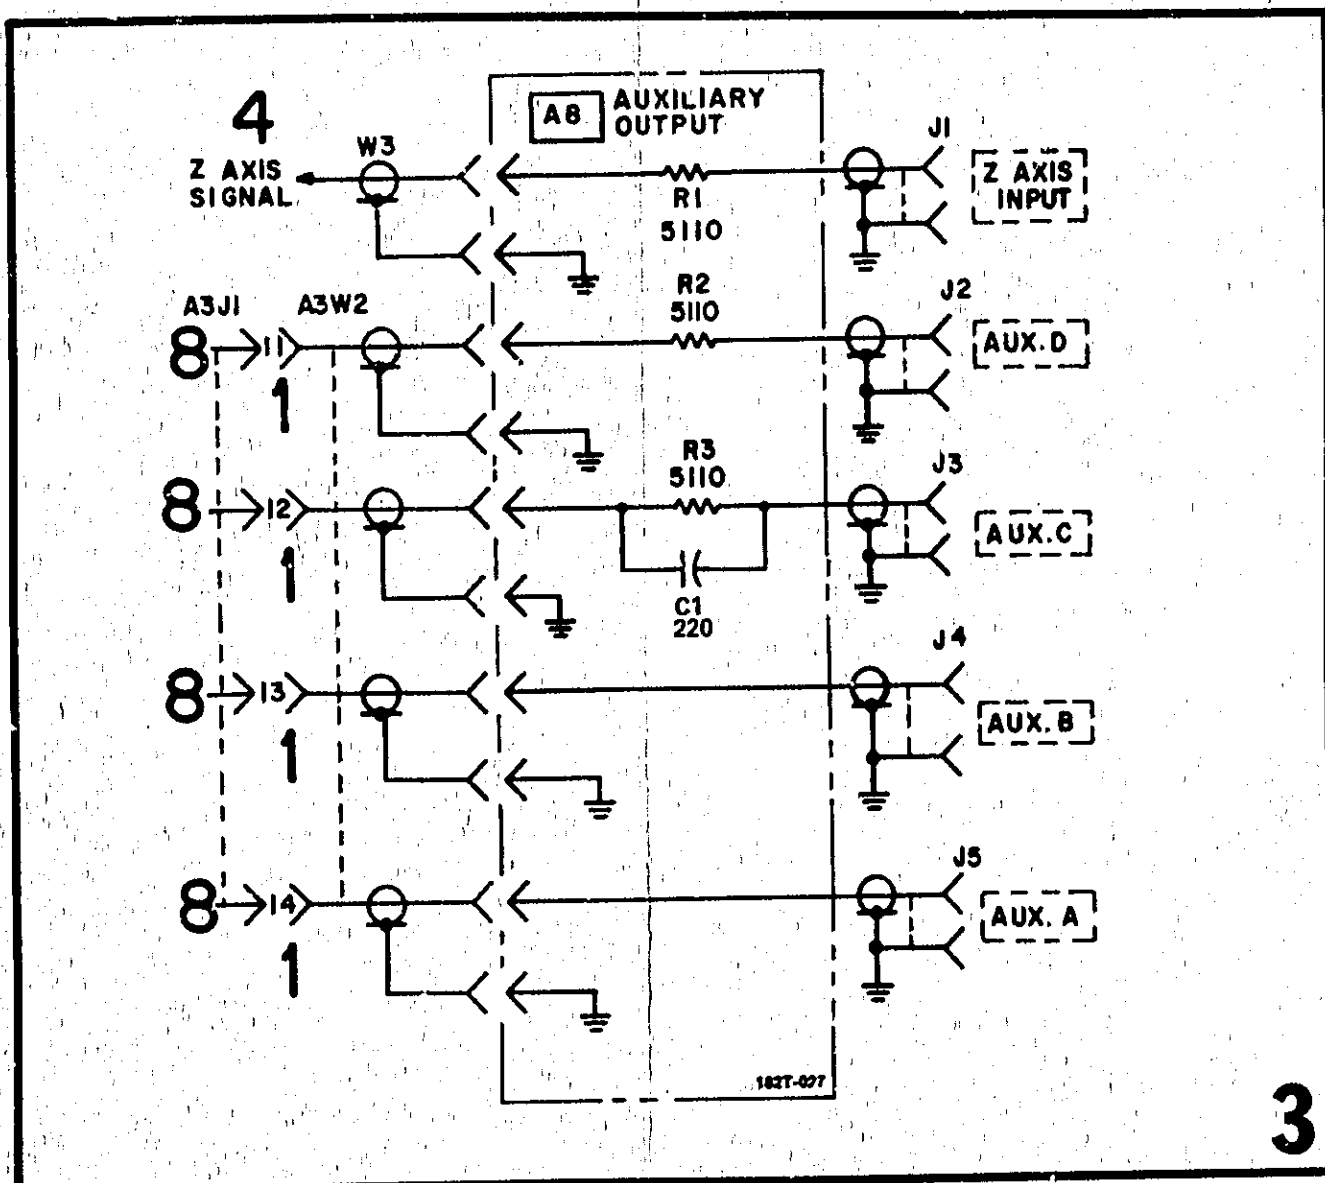 4
Z AXIS
SIGNAL
W3
A8
AUXILIARY
OUTPUT
R1
5110
J1
Z AXIS
INPUT
A3J1
A3W2
8
11
1
R2
5110
J2
AUX. D
8
12
1
R3
5110
C1
220
J3
AUX. C
8
13
1
J4
AUX. B
8
14
1
J5
AUX. A
182T-027
3